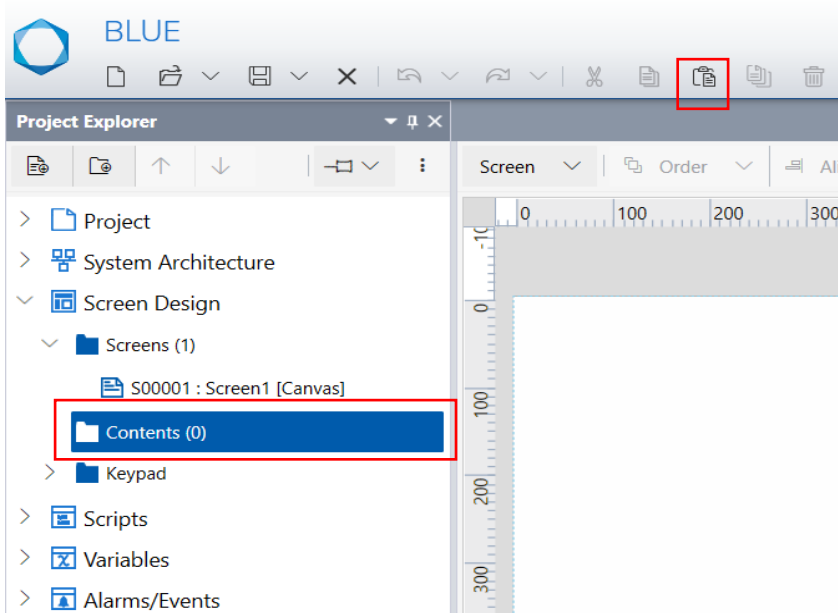 BLUE
Project Explorer
Screen
Order
Ali
Project
System Architecture
Screen Design
Screens (1)
S00001 : Screen1 [Canvas]
Contents (0)
Keypad
Scripts
Variables
Alarms/Events
0
100
200
300
-10
0
100
200
300